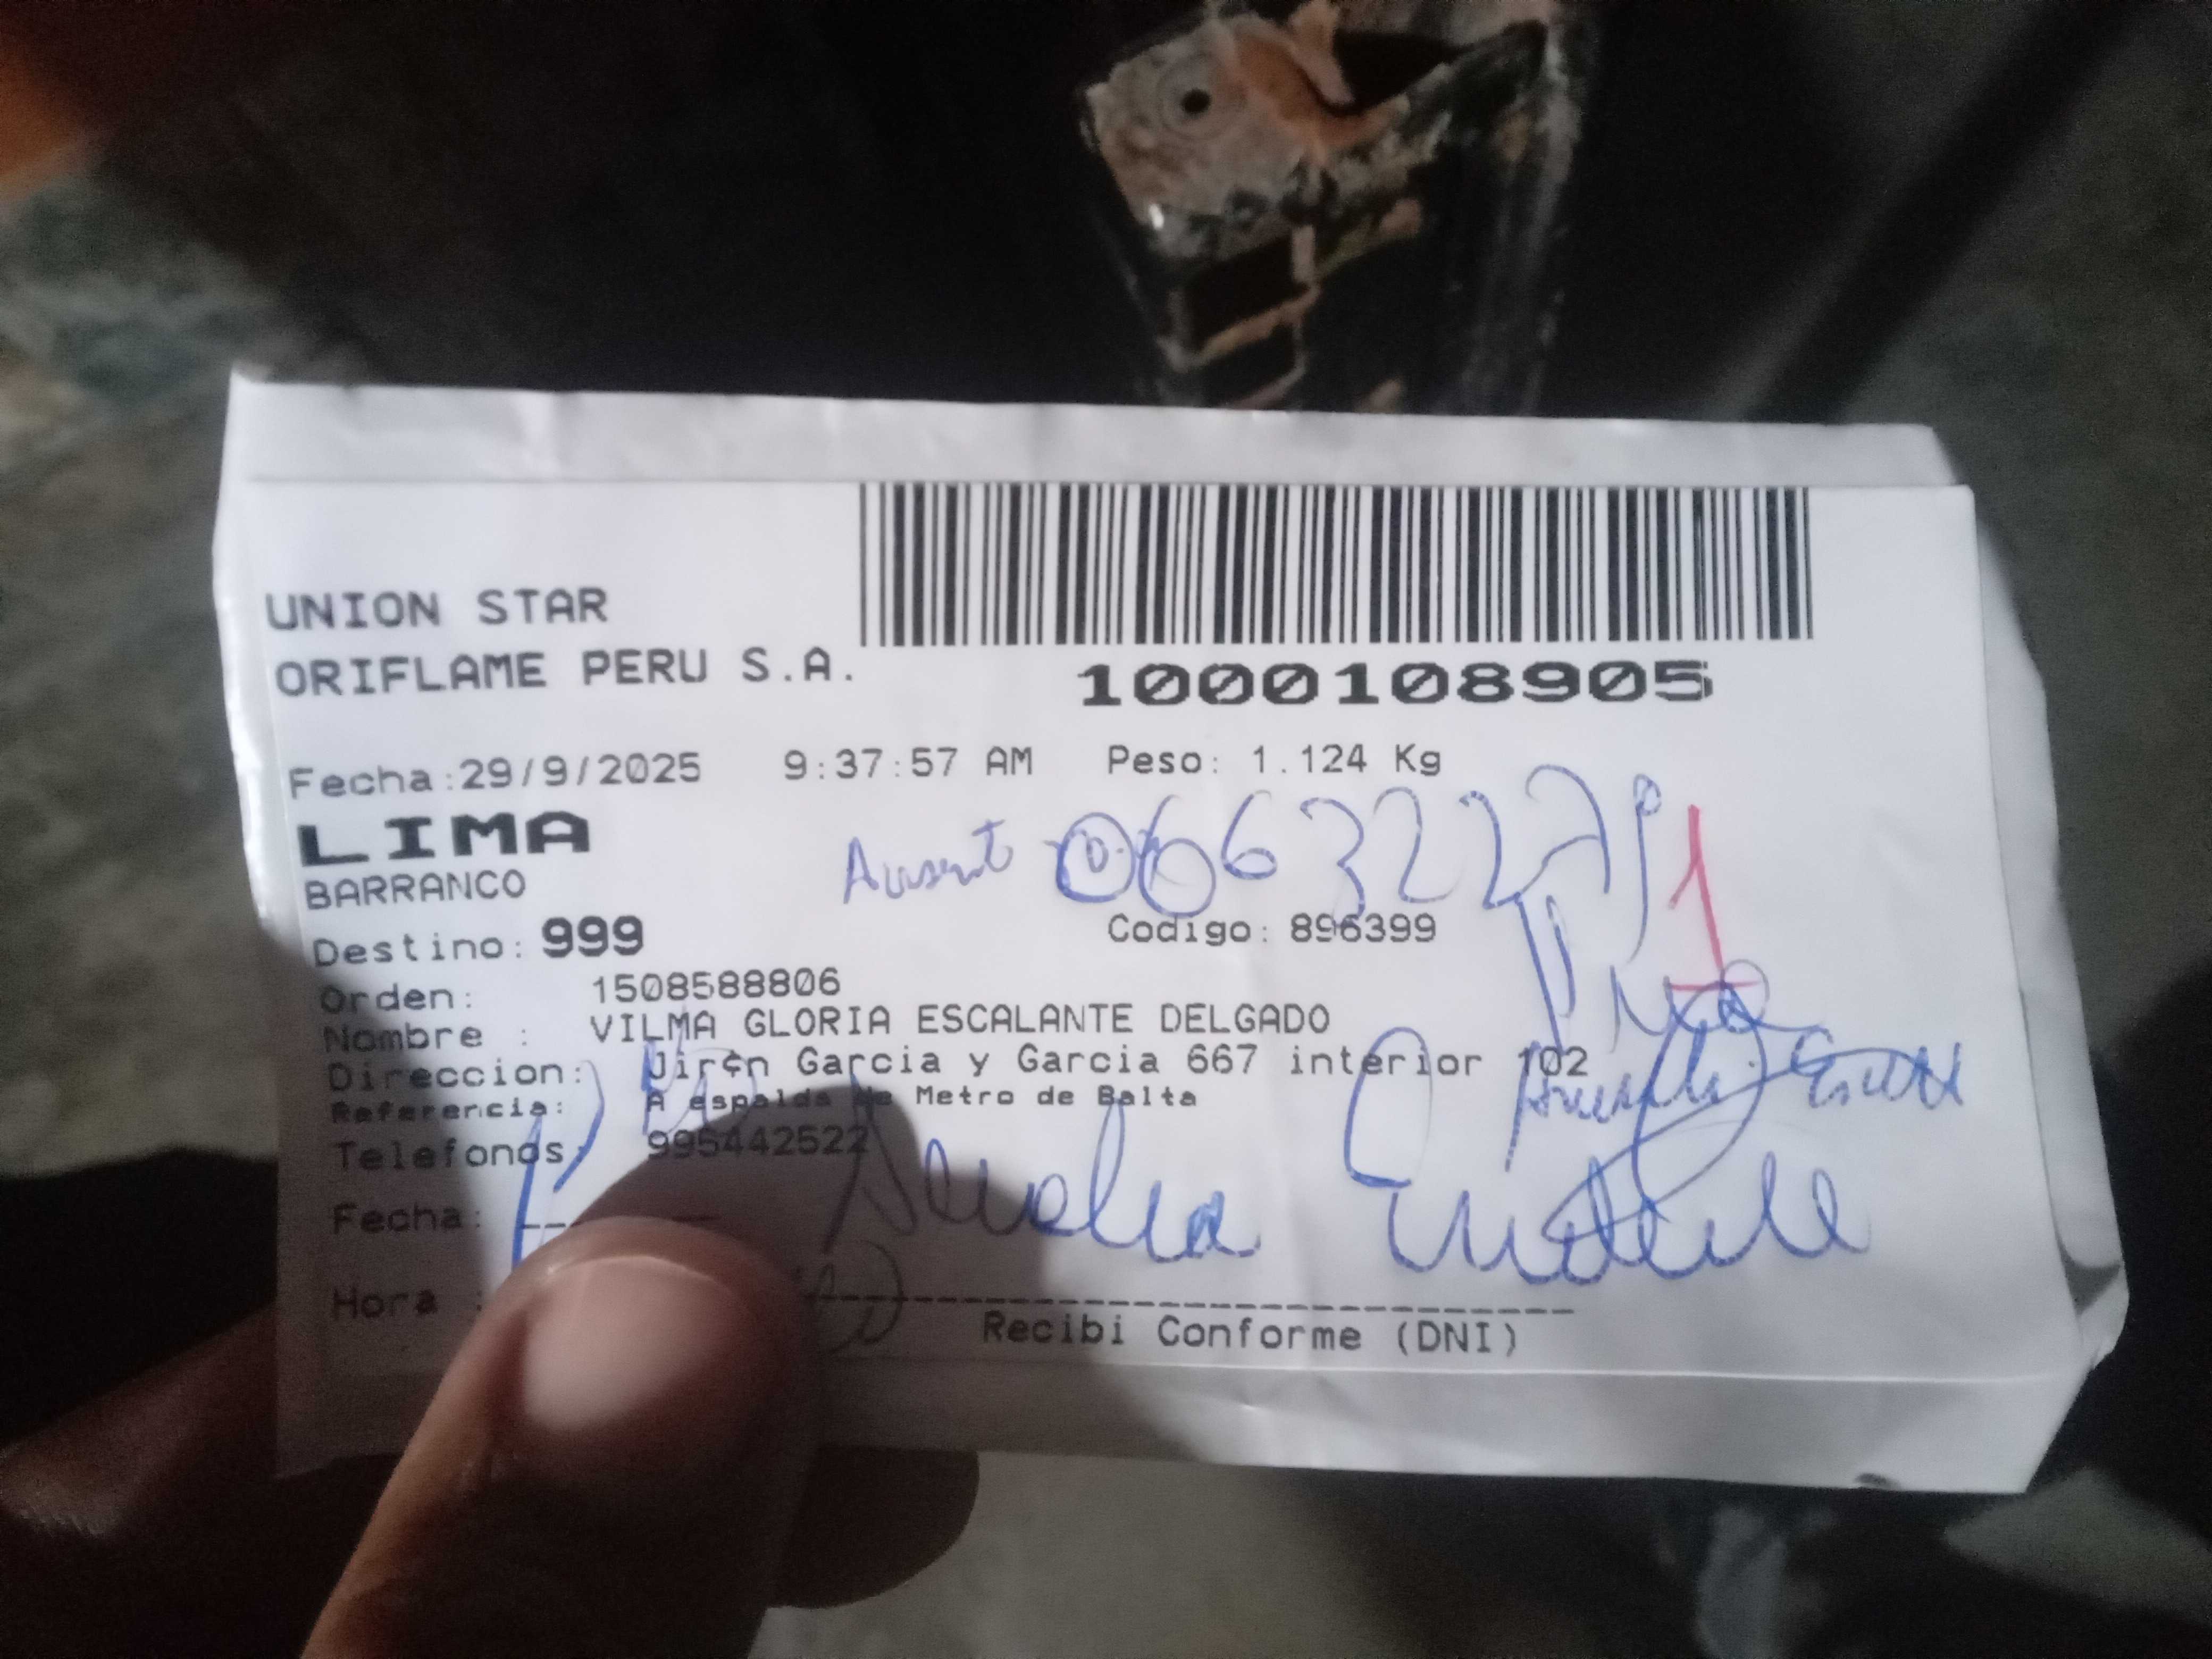 UNION STAR
ORIFLAME PERU S.A.
1000108905
Fecha:29/9/2025 9:37:57 AM Peso: 1.124 Kg
LIMA
BARRANCO
Destino: 999
Codigo: 896399
1
Orden: 1508588806
Nombre : VILMA GLORIA ESCALANTE DELGADO
Direccion: Jirón Garcia y Garcia 667 interior 102
Referencia: A espalda de Metro de Balta
Telefonos: 995442522
Fecha:
Hora :
Recibi Conforme (DNI)